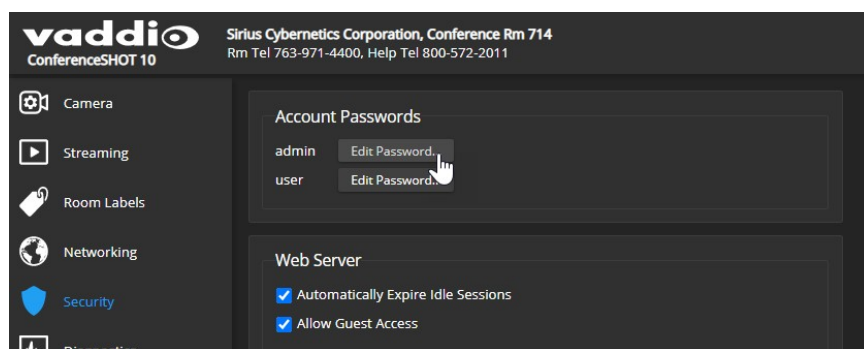 vaddio
ConferenceSHOT 10
Sirius Cybernetics Corporation, Conference Rm 714
Rm Tel 763-971-4400, Help Tel 800-572-2011
Camera
Streaming
Room Labels
Networking
Security
Account Passwords
admin Edit Password...
user Edit Password...
Web Server
Automatically Expire Idle Sessions
Allow Guest Access